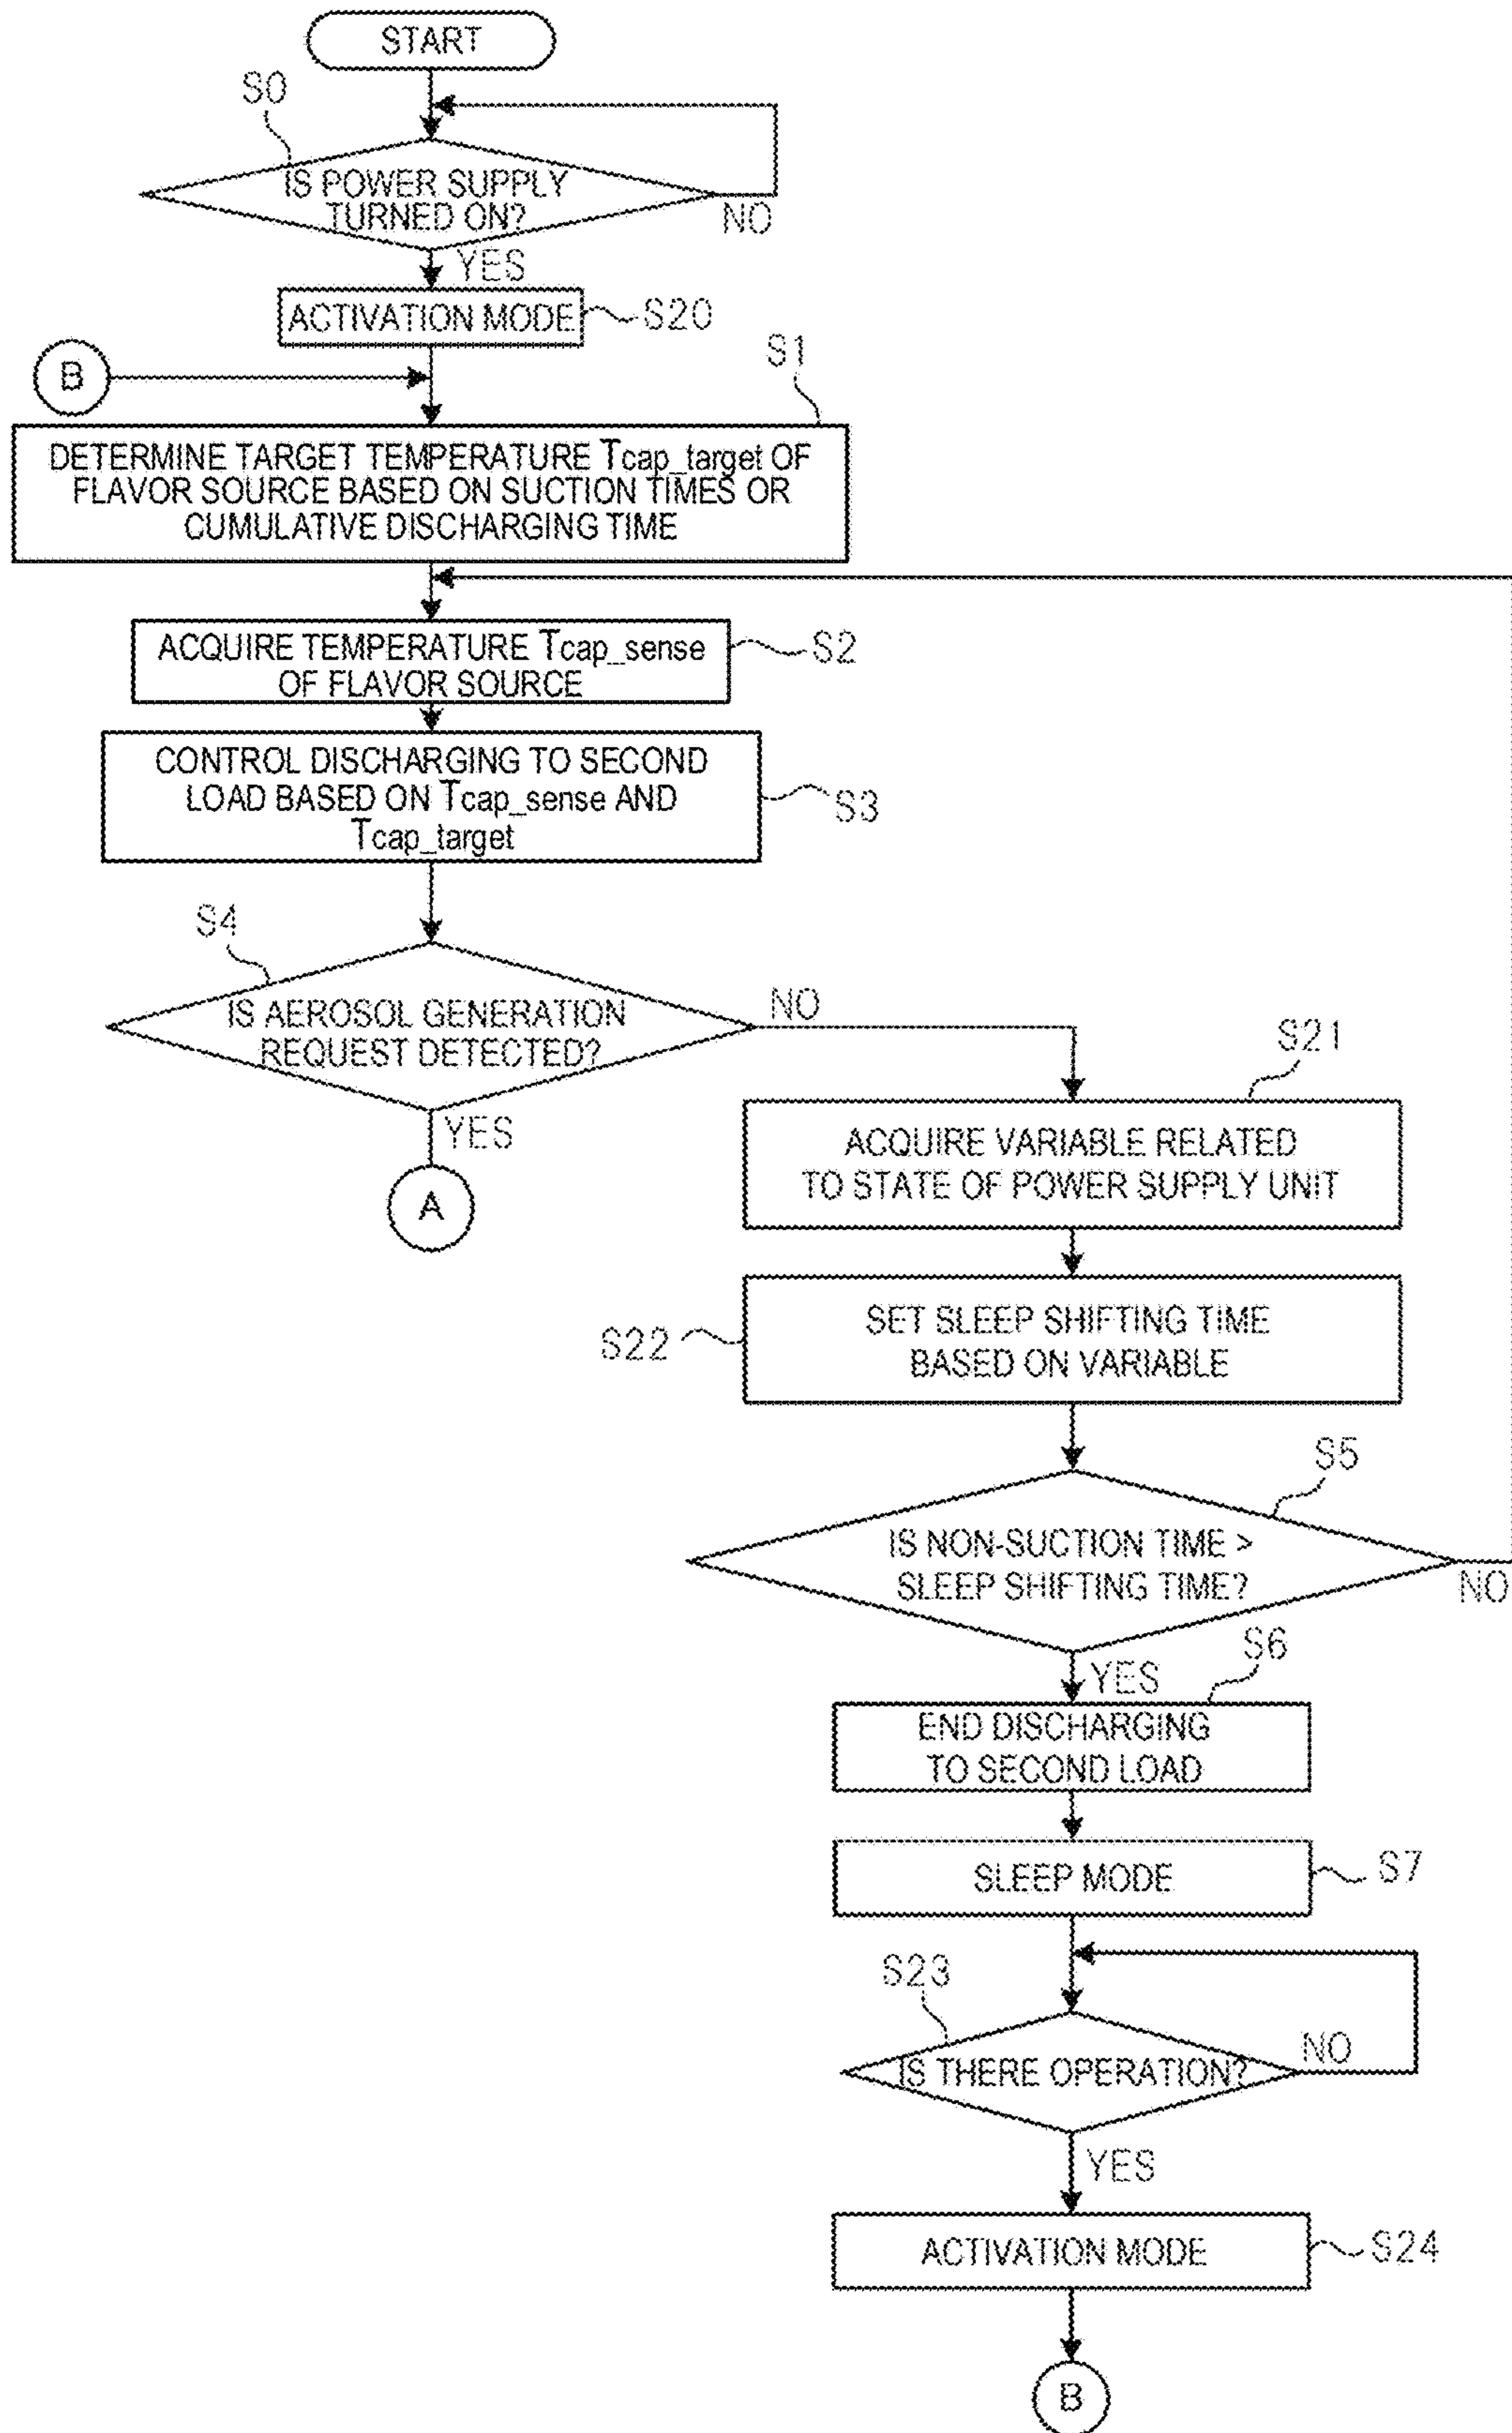 START
S0
IS POWER SUPPLY
TURNED ON?
NO
YES
ACTIVATION MODE
S20
B
S1
DETERMINE TARGET TEMPERATURE Tcap_target OF
FLAVOR SOURCE BASED ON SUCTION TIMES OR
CUMULATIVE DISCHARGING TIME
ACQUIRE TEMPERATURE Tcap_sense
OF FLAVOR SOURCE
S2
CONTROL DISCHARGING TO SECOND
LOAD BASED ON Tcap_sense AND
Tcap_target
S3
S4
IS AEROSOL GENERATION
REQUEST DETECTED?
NO
YES
A
S21
ACQUIRE VARIABLE RELATED
TO STATE OF POWER SUPPLY UNIT
S22
SET SLEEP SHIFTING TIME
BASED ON VARIABLE
S5
IS NON-SUCTION TIME >
SLEEP SHIFTING TIME?
NO
YES
S6
END DISCHARGING
TO SECOND LOAD
SLEEP MODE
S7
S23
IS THERE OPERATION?
NO
YES
ACTIVATION MODE
S24
B